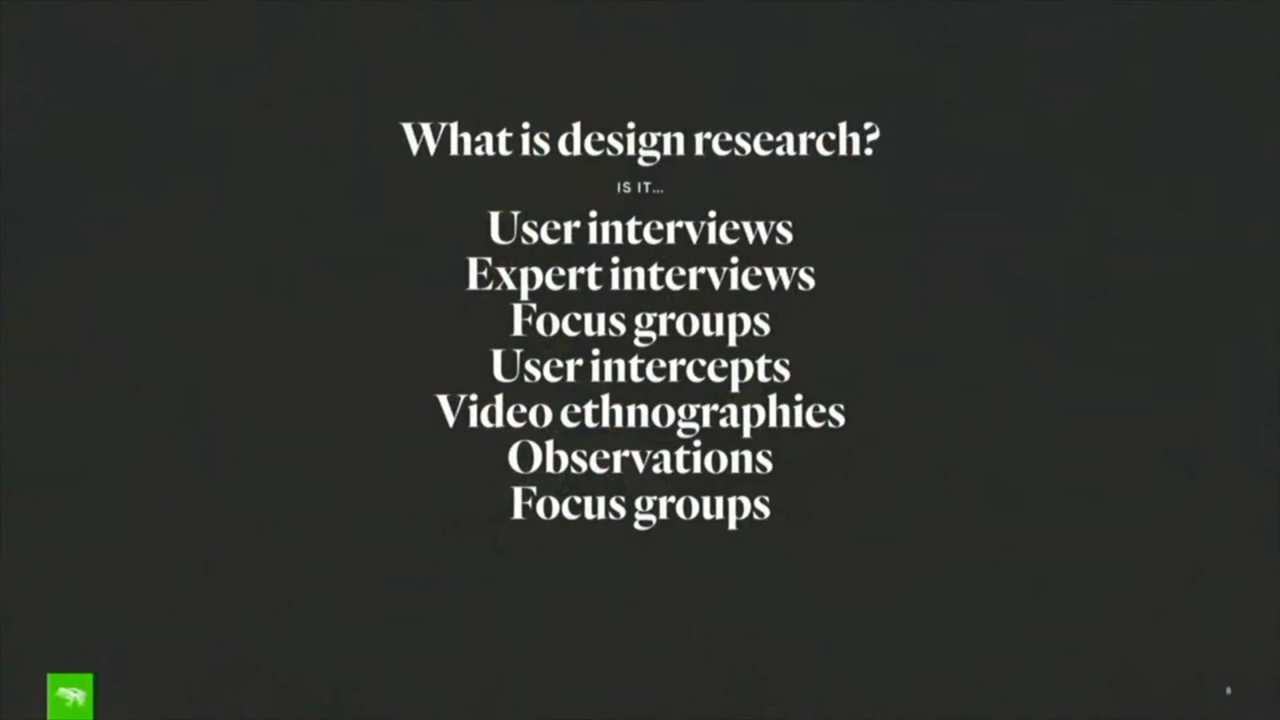 What is design research?
IS IT...
User interviews
Expert interviews
Focus groups
User intercepts
Video ethnographies
Observations
Focus groups